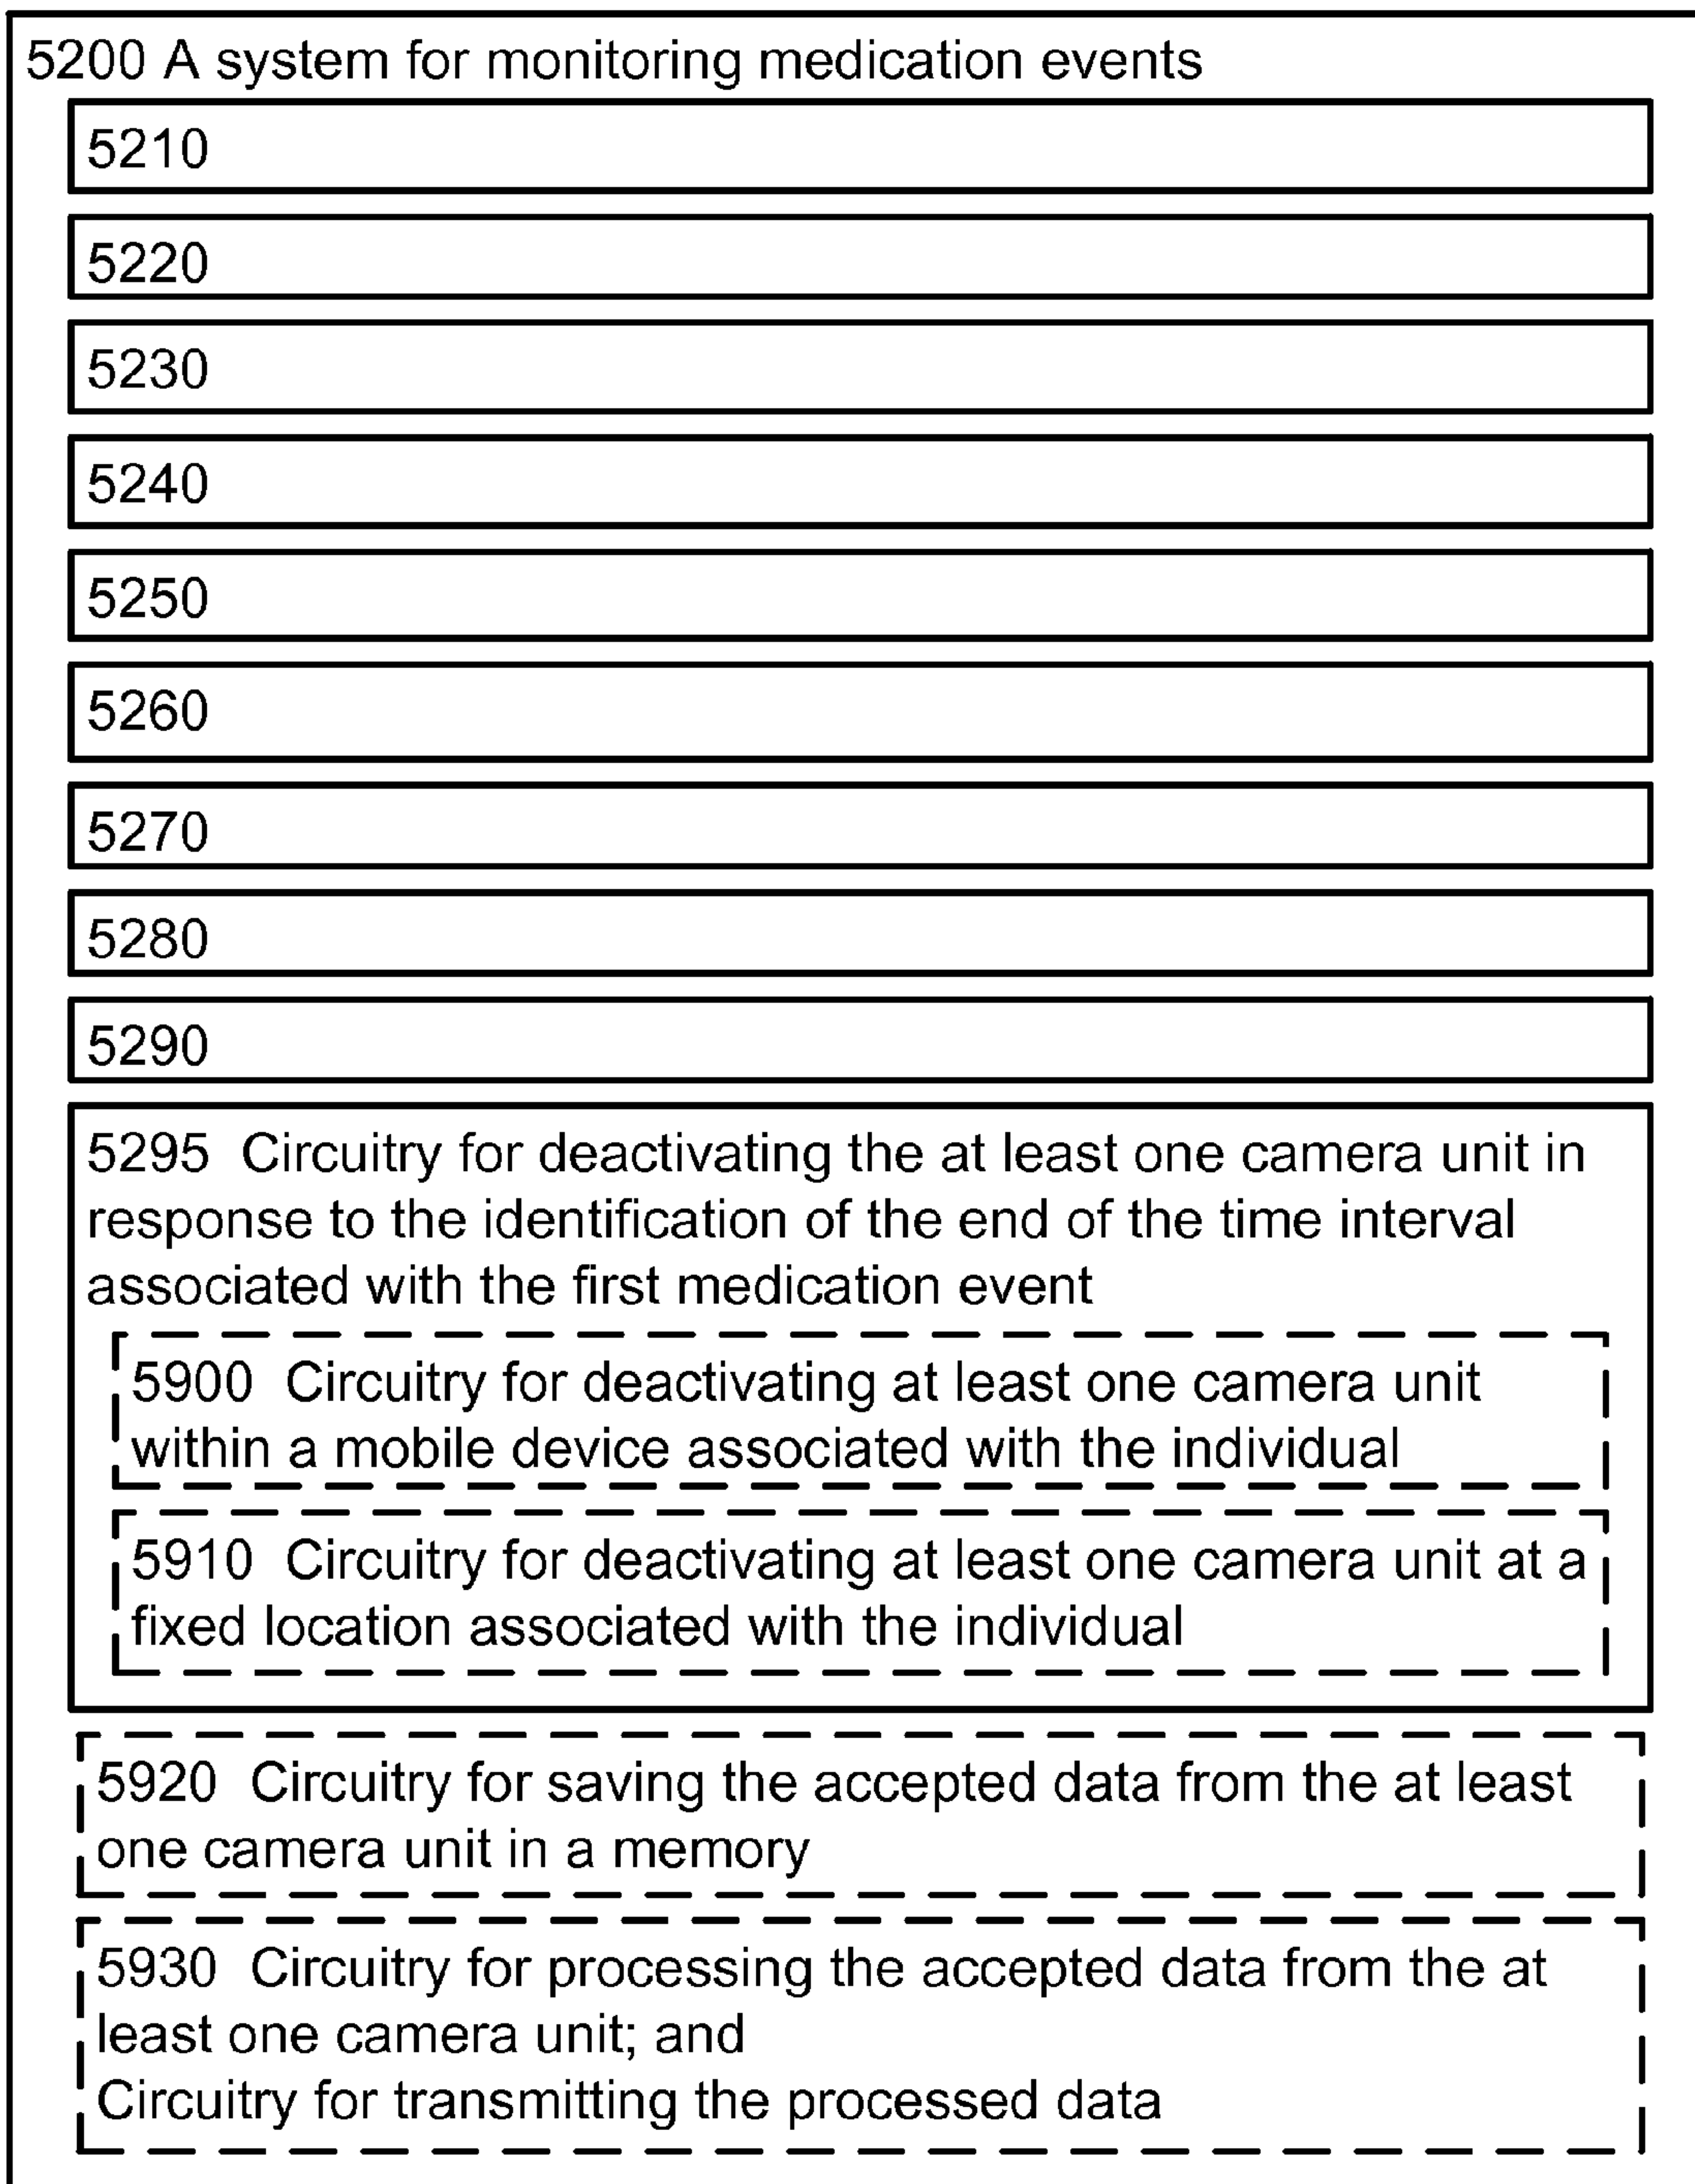 5200 A system for monitoring medication events
5210
5220
5230
5240
5250
5260
5270
5280
5290
5295 Circuitry for deactivating the at least one camera unit in
response to the identification of the end of the time interval
associated with the first medication event
5900 Circuitry for deactivating at least one camera unit
within a mobile device associated with the individual
5910 Circuitry for deactivating at least one camera unit at a
fixed location associated with the individual
5920 Circuitry for saving the accepted data from the at least
one camera unit in a memory
5930 Circuitry for processing the accepted data from the at
least one camera unit; and
Circuitry for transmitting the processed data